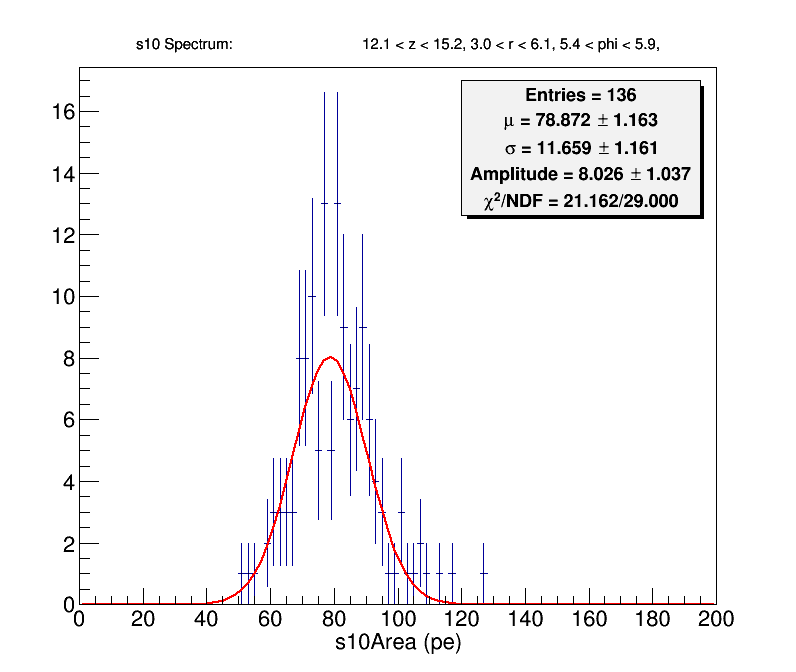 s10 Spectrum: 12.1 < z < 15.2, 3.0 < r < 6.1, 5.4 < phi < 5.9,
Entries = 136
μ = 78.872 ± 1.163
σ = 11.659 ± 1.161
Amplitude = 8.026 ± 1.037
χ²/NDF = 21.162/29.000
16
14
12
10
8
6
4
2
0
0 20 40 60 80 100 120 140 160 180 200
s10Area (pe)